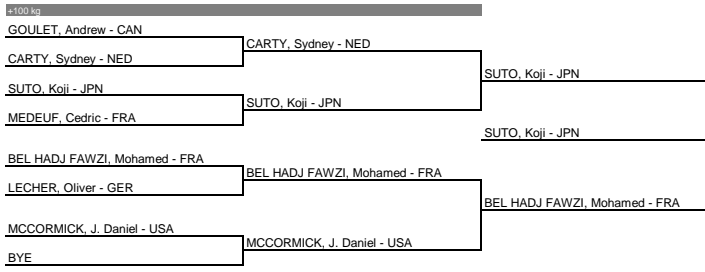 +100 kg
GOULET, Andrew - CAN
CARTY, Sydney - NED
CARTY, Sydney - NED
SUTO, Koji - JPN
SUTO, Koji - JPN
SUTO, Koji - JPN
MEDEUF, Cedric - FRA
SUTO, Koji - JPN
BEL HADJ FAWZI, Mohamed - FRA
BEL HADJ FAWZI, Mohamed - FRA
LECHER, Oliver - GER
BEL HADJ FAWZI, Mohamed - FRA
MCCORMICK, J. Daniel - USA
MCCORMICK, J. Daniel - USA
BYE